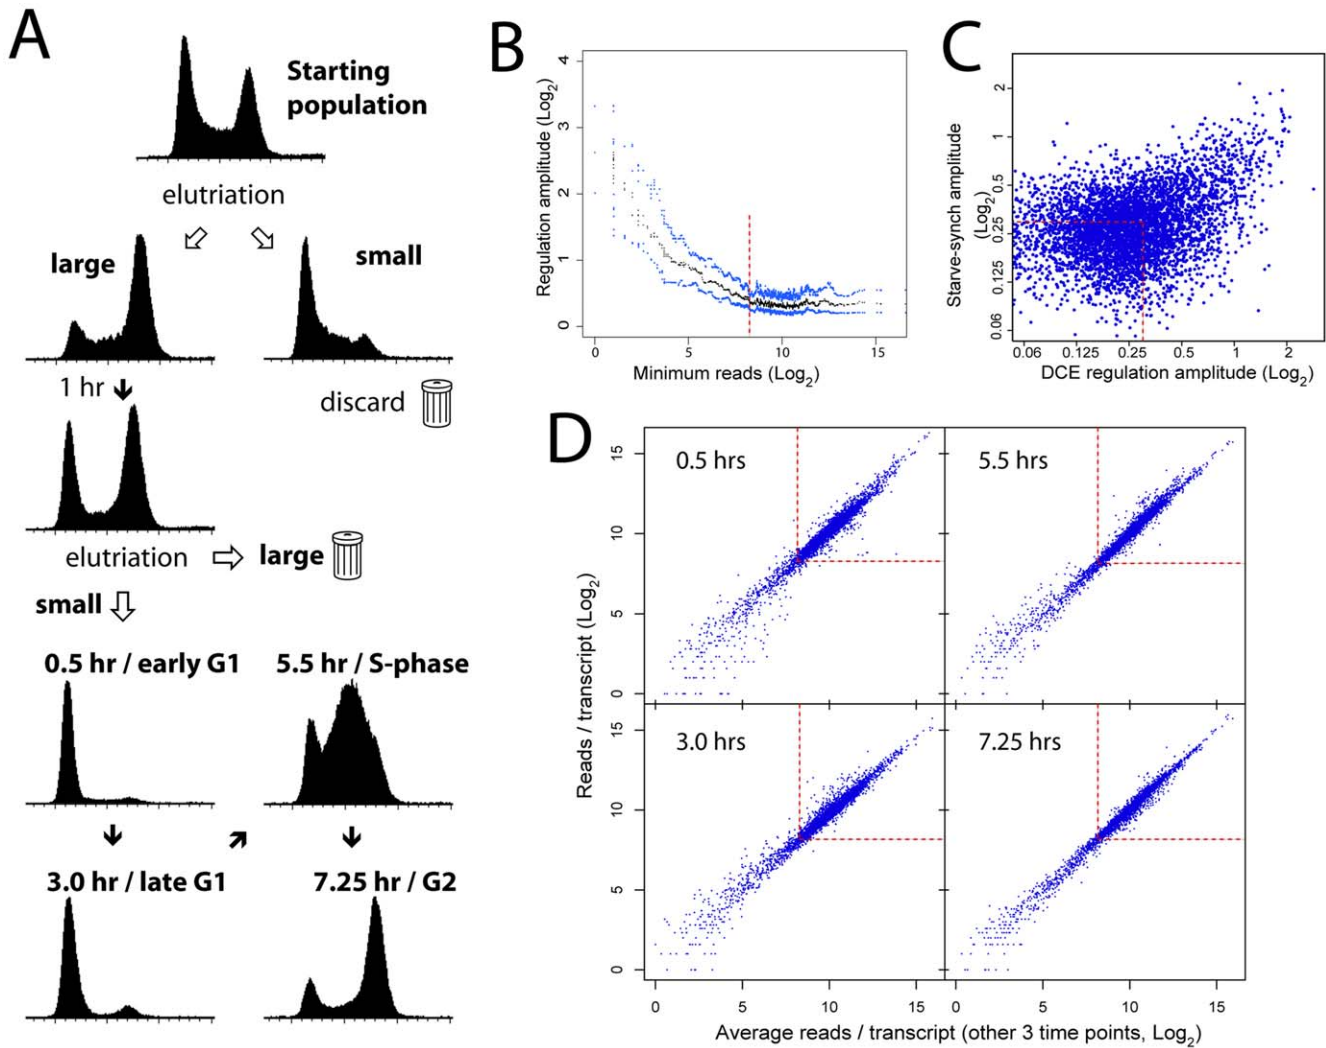 A
Starting
population
elutriation
large
small
1 hr
discard
elutriation
large
small
0.5 hr / early G1
5.5 hr / S-phase
3.0 hr / late G1
7.25 hr / G2
B
Regulation amplitude (Log2)
4
3
2
1
0
0
5
10
15
Minimum reads (Log2)
C
Starve-synch amplitude
(Log2)
2
1
0.5
0.25
0.125
0.06
0.06
0.125
0.25
0.5
1
2
DCE regulation amplitude (Log2)
D
Reads / transcript (Log2)
0.5 hrs
5.5 hrs
15
10
5
0
3.0 hrs
7.25 hrs
15
10
5
0
0
5
10
15
0
5
10
15
Average reads / transcript (other 3 time points, Log2)